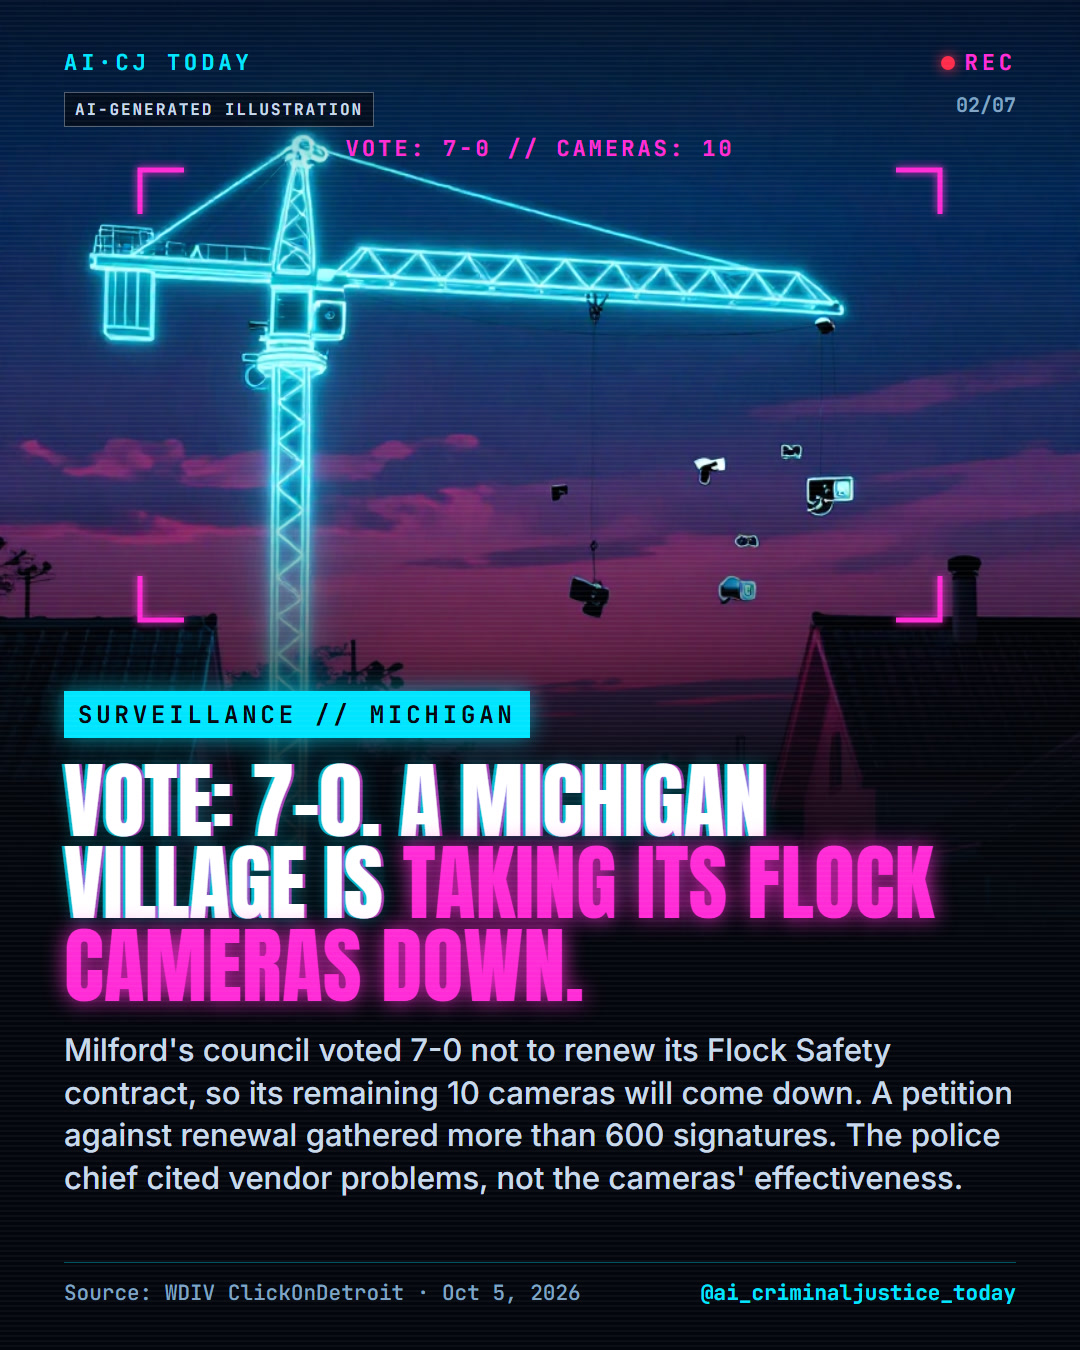 AI·CJ TODAY
REC
AI-GENERATED ILLUSTRATION
02/07
VOTE: 7-0 // CAMERAS: 10
SURVEILLANCE // MICHIGAN
VOTE: 7-0. A MICHIGAN
VILLAGE IS TAKING ITS FLOCK
CAMERAS DOWN.
Milford's council voted 7-0 not to renew its Flock Safety
contract, so its remaining 10 cameras will come down. A petition
against renewal gathered more than 600 signatures. The police
chief cited vendor problems, not the cameras' effectiveness.
Source: WDIV ClickOnDetroit · Oct 5, 2026
@ai_criminaljustice_today